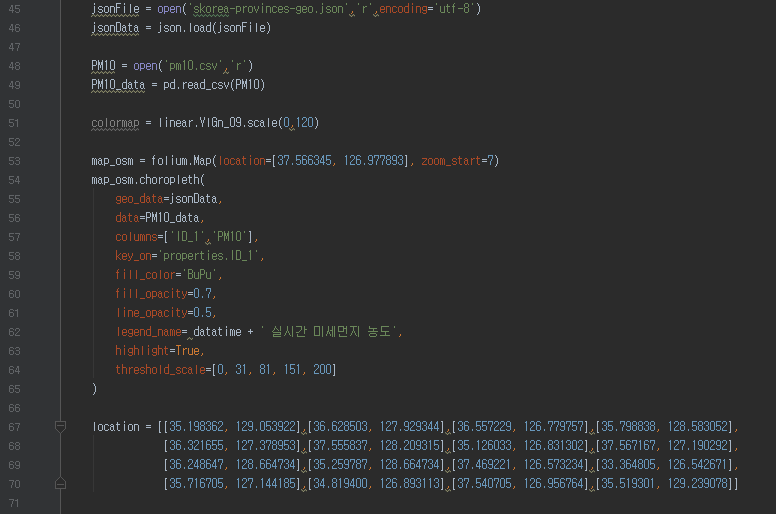 45 jsonFile = open('skorea-provinces-geo.json','r',encoding='utf-8')
46 jsonData = json.load(jsonFile)
47
48 PM10 = open('pm10.csv','r')
49 PM10_data = pd.read_csv(PM10)
50
51 colormap = linear.YlGn_09.scale(0,120)
52
53 map_osm = folium.Map(location=[37.566345, 126.977893], zoom_start=7)
54 map_osm.choropleth(
55 geo_data=jsonData,
56 data=PM10_data,
57 columns=['ID_1','PM10'],
58 key_on='properties.ID_1',
59 fill_color='BuPu',
60 fill_opacity=0.7,
61 line_opacity=0.5,
62 legend_name= datatime + ' 실시간 미세먼지 농도',
63 highlight=True,
64 threshold_scale=[0, 31, 81, 151, 200]
65 )
66
67 location = [[35.198362, 129.053922],[36.628503, 127.929344],[36.557229, 126.779757],[35.798838, 128.583052],
68 [36.321655, 127.378953],[37.555837, 128.209315],[35.126033, 126.831302],[37.567167, 127.190292],
69 [36.248647, 128.664734],[35.259787, 128.664734],[37.469221, 126.573234],[33.364805, 126.542671],
70 [35.716705, 127.144185],[34.819400, 126.893113],[37.540705, 126.956764],[35.519301, 129.239078]]
71